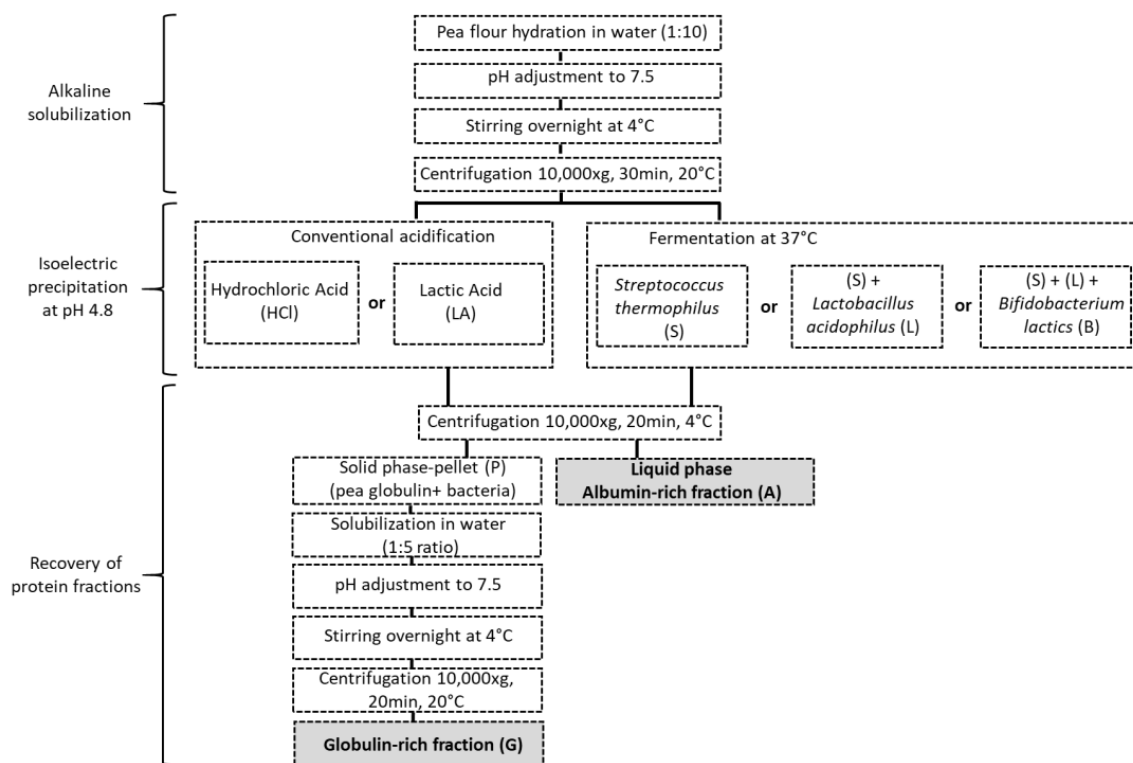 Pea flour hydration in water (1:10)
pH adjustment to 7.5
Alkaline
solubilization
Stirring overnight at 4°C
Centrifugation 10,000xg, 30min, 20°C
Conventional acidification
Fermentation at 37°C
Isoelectric
precipitation
at pH 4.8
Hydrochloric Acid
(HCl)
or
Lactic Acid
(LA)
Streptococcus
thermophilus
(S)
or
(S) +
Lactobacillus
acidophilus (L)
or
(S) + (L) +
Bifidobacterium
lactics (B)
Centrifugation 10,000xg, 20min, 4°C
Solid phase-pellet (P)
(pea globulin+ bacteria)
Liquid phase
Albumin-rich fraction (A)
Solubilization in water
(1:5 ratio)
Recovery of
protein fractions
pH adjustment to 7.5
Stirring overnight at 4°C
Centrifugation 10,000xg,
20min, 20°C
Globulin-rich fraction (G)